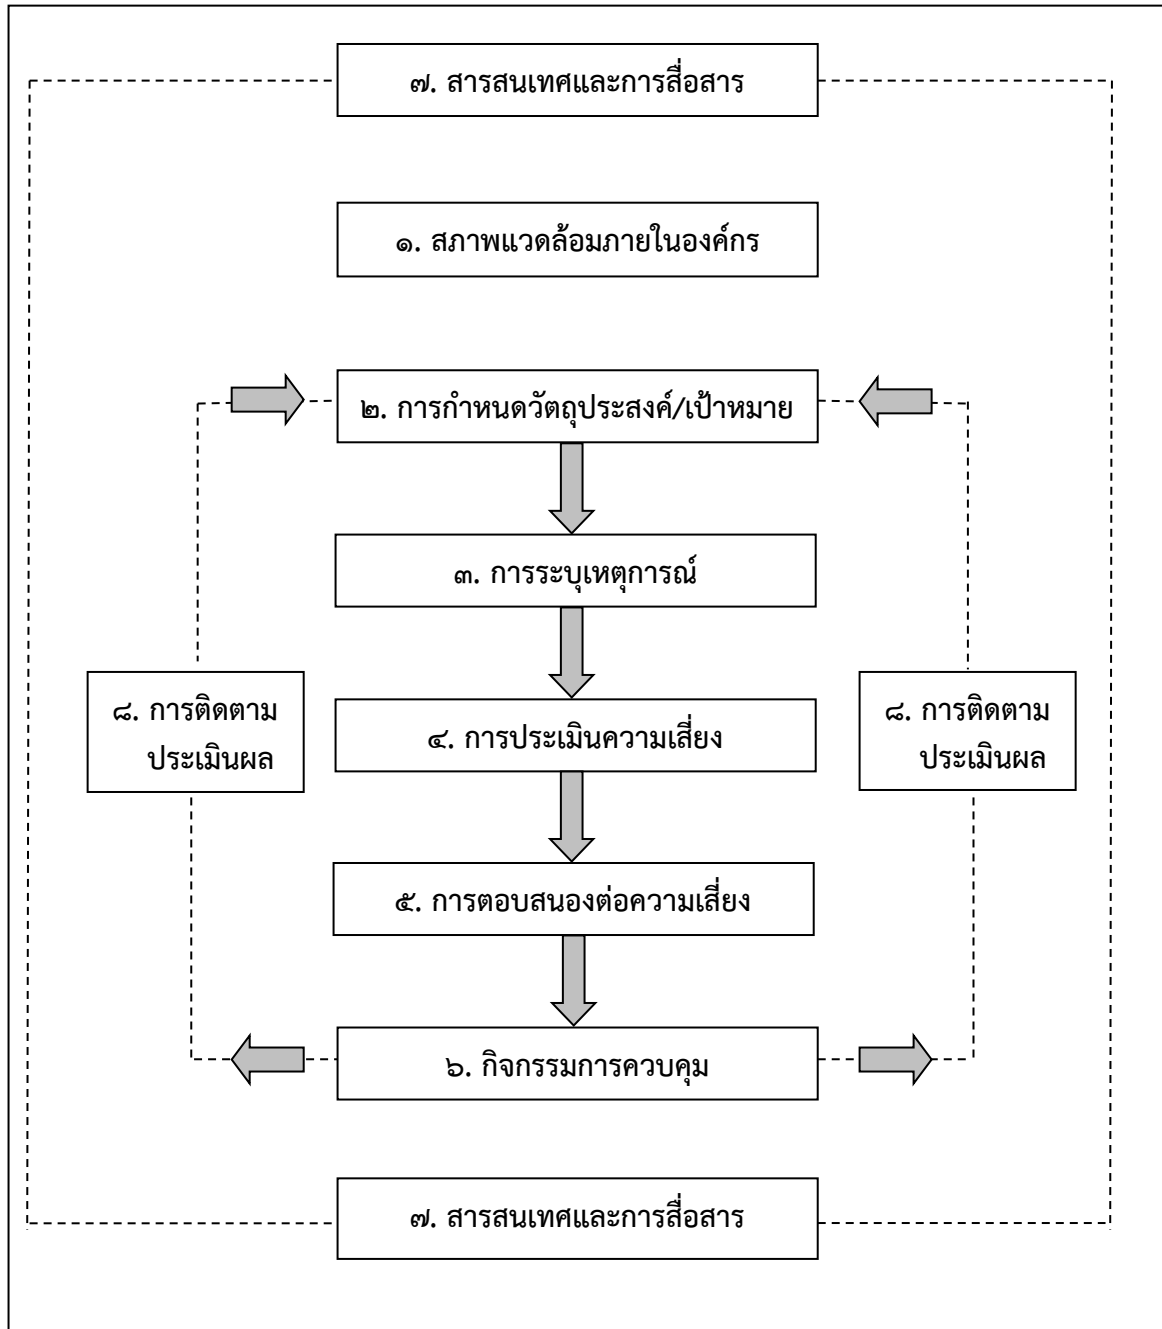 ๗. สารสนเทศและการสื่อสาร
๑. สภาพแวดล้อมภายในองค์กร
๒. การกำหนดวัตถุประสงค์/เป้าหมาย
๓. การระบุเหตุการณ์
๘. การติดตาม
ประเมินผล
๔. การประเมินความเสี่ยง
๘. การติดตาม
ประเมินผล
๕. การตอบสนองต่อความเสี่ยง
๖. กิจกรรมการควบคุม
๗. สารสนเทศและการสื่อสาร